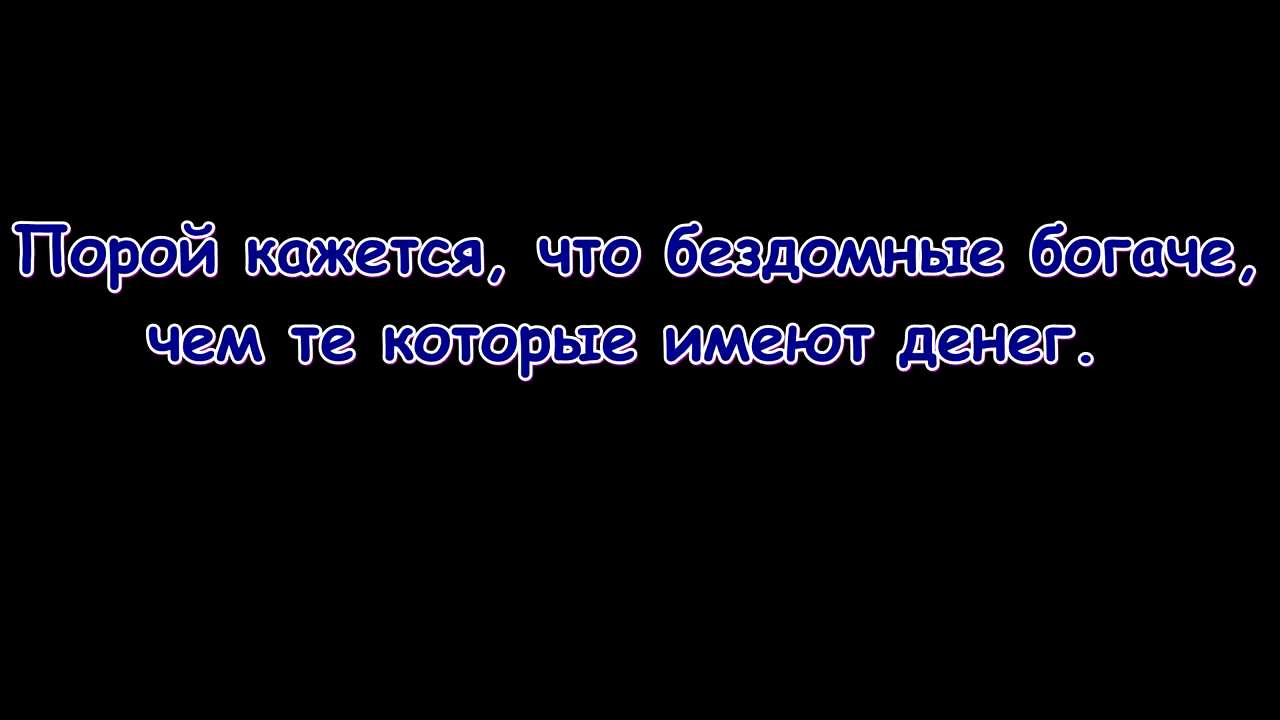 Порой кажется, что бездомные богаче,
чем те которые имеют денег.